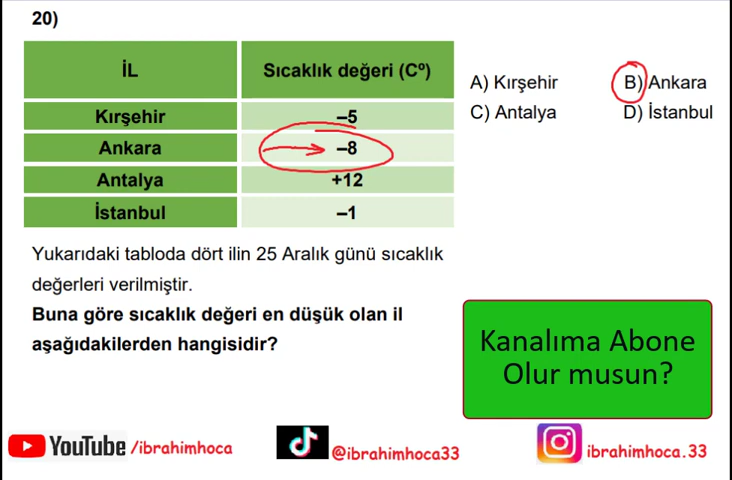 20)
İL Sıcaklık değeri (Cº)
Kırşehir –5
Ankara –8
Antalya +12
İstanbul –1
A) Kırşehir B) Ankara
C) Antalya D) İstanbul
Yukarıdaki tabloda dört ilin 25 Aralık günü sıcaklık
değerleri verilmiştir.
Buna göre sıcaklık değeri en düşük olan il
aşağıdakilerden hangisidir?
Kanalıma Abone
Olur musun?
YouTube /ibrahimhoca
@ibrahimhoca33
ibrahimhoca.33